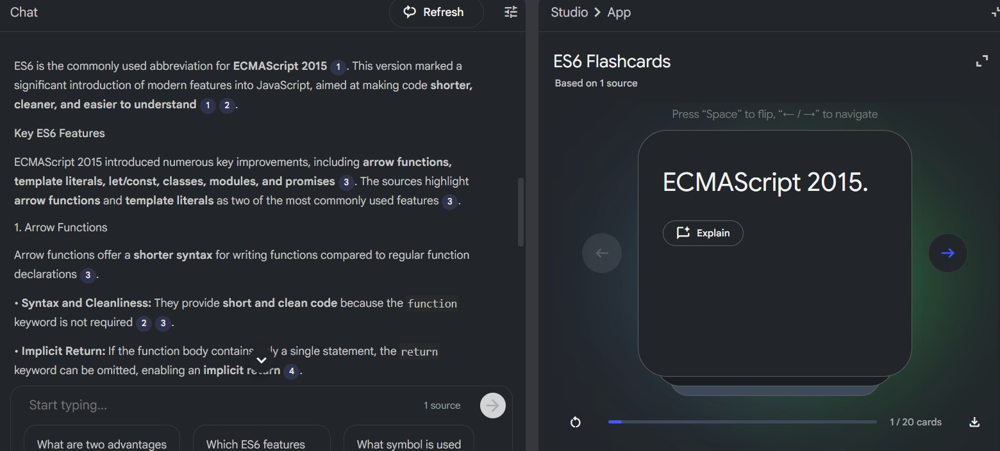 Chat
Refresh
ES6 is the commonly used abbreviation for ECMAScript 2015 1. This version marked a
significant introduction of modern features into JavaScript, aimed at making code shorter,
cleaner, and easier to understand 1 2.
Key ES6 Features
ECMAScript 2015 introduced numerous key improvements, including arrow functions,
template literals, let/const, classes, modules, and promises 3. The sources highlight
arrow functions and template literals as two of the most commonly used features 3.
1. Arrow Functions
Arrow functions offer a shorter syntax for writing functions compared to regular function
declarations 3.
• Syntax and Cleanliness: They provide short and clean code because the function
keyword is not required 2 3.
• Implicit Return: If the function body contains a single statement, the return
keyword can be omitted, enabling an implicit return 4.
Start typing...
1 source
What are two advantages
Which ES6 features
What symbol is used
Studio > App
ES6 Flashcards
Based on 1 source
Press “Space” to flip, “← / →” to navigate
ECMAScript 2015.
Explain
1 / 20 cards